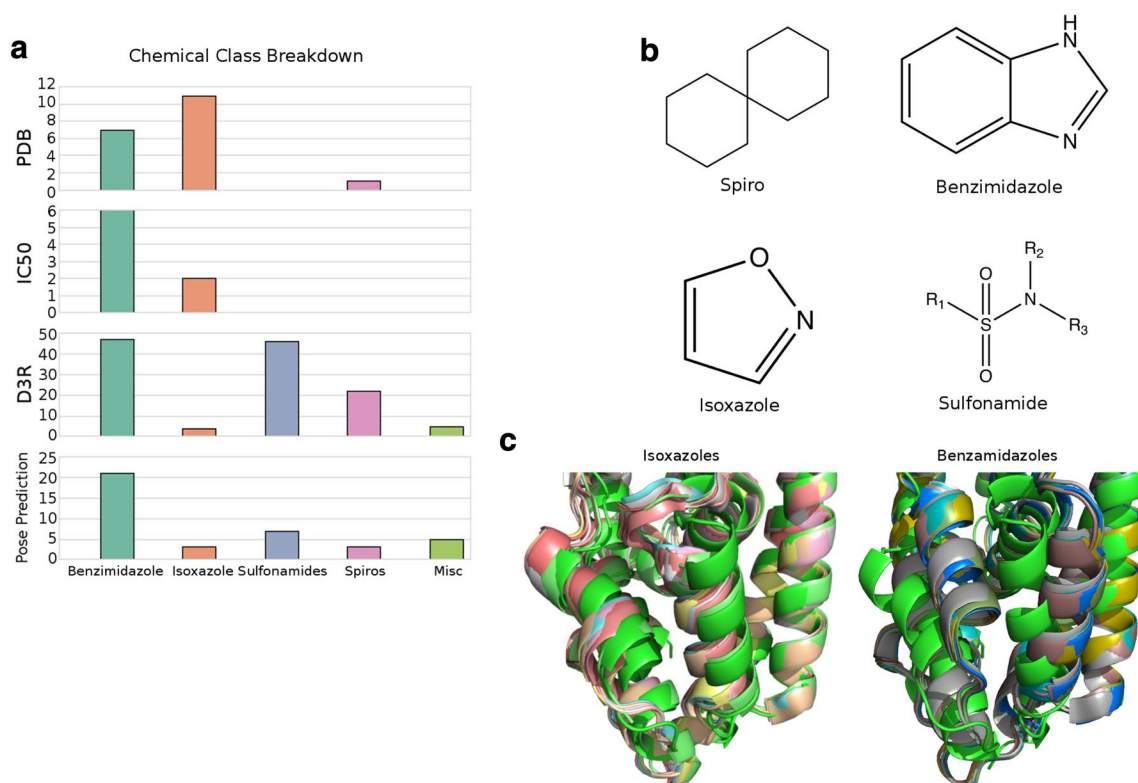 a
Chemical Class Breakdown
PDB
12
10
8
6
4
2
0
IC50
6
5
4
3
2
1
0
D3R
50
40
30
20
10
0
Pose Prediction
25
20
15
10
5
0
Benzimidazole Isoxazole Sulfonamides Spiros Misc
b
Spiro
H
N
N
Benzimidazole
O
N
Isoxazole
R2
O
R1 S N
R3
O
Sulfonamide
c
Isoxazoles
Benzamidazoles